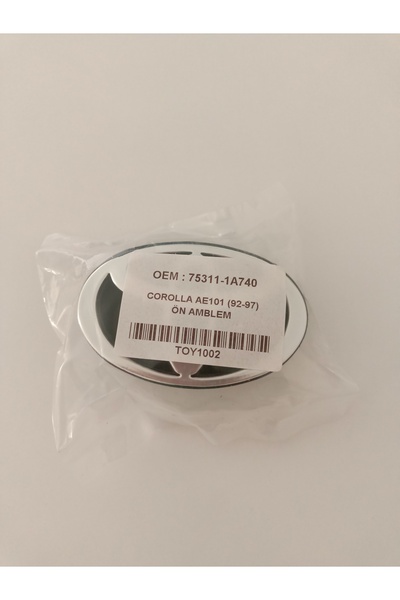 OEM : 75311-1A740
COROLLA AE101 (92-97)
ÖN AMBLEM
TOY1002